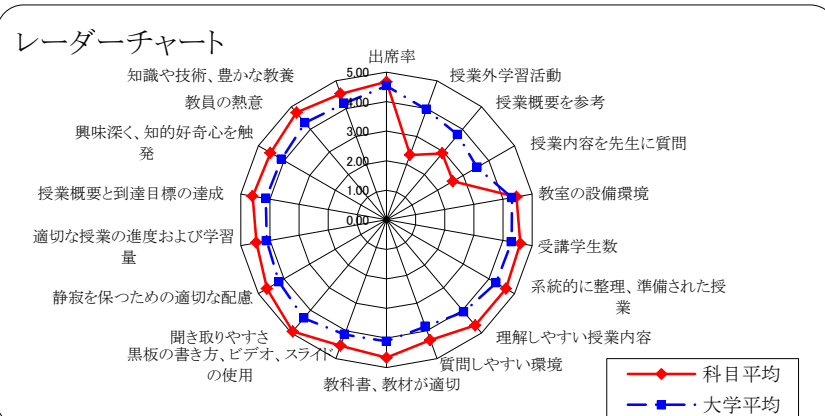 レーダーチャート
出席率
授業外学習活動
授業概要を参考
授業内容を先生に質問
教室の設備環境
受講学生数
系統的に整理、準備された授
業
理解しやすい授業内容
質問しやすい環境
教科書、教材が適切
黒板の書き方、ビデオ、スライド
の使用
聞き取りやすさ
静寂を保つための適切な配慮
適切な授業の進度および学習
量
授業概要と到達目標の達成
興味深く、知的好奇心を触
発
教員の熱意
知識や技術、豊かな教養
5.00
4.00
3.00
2.00
1.00
0.00
科目平均
大学平均